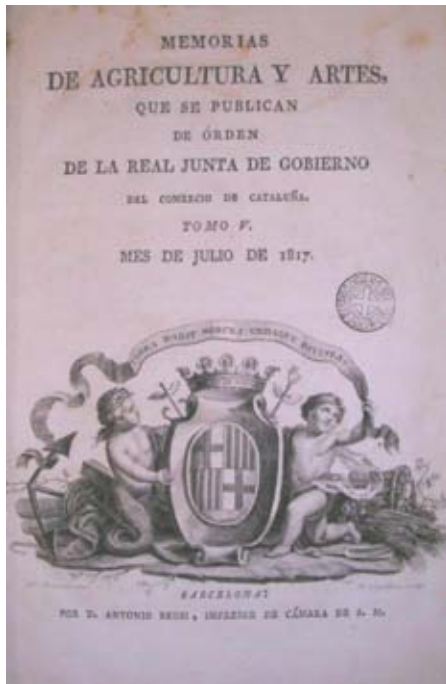 MEMORIAS
DE AGRICULTURA Y ARTES,
QUE SE PUBLICAN
DE ÓRDEN
DE LA REAL JUNTA DE GOBIERNO
DEL COMERCIO DE CATALUÑA.
TOMO V.
MES DE JULIO DE 1817.
BARCELONA:
POR D. ANTONIO BRUSI, IMPRESOR DE CÁMARA DE S. M.